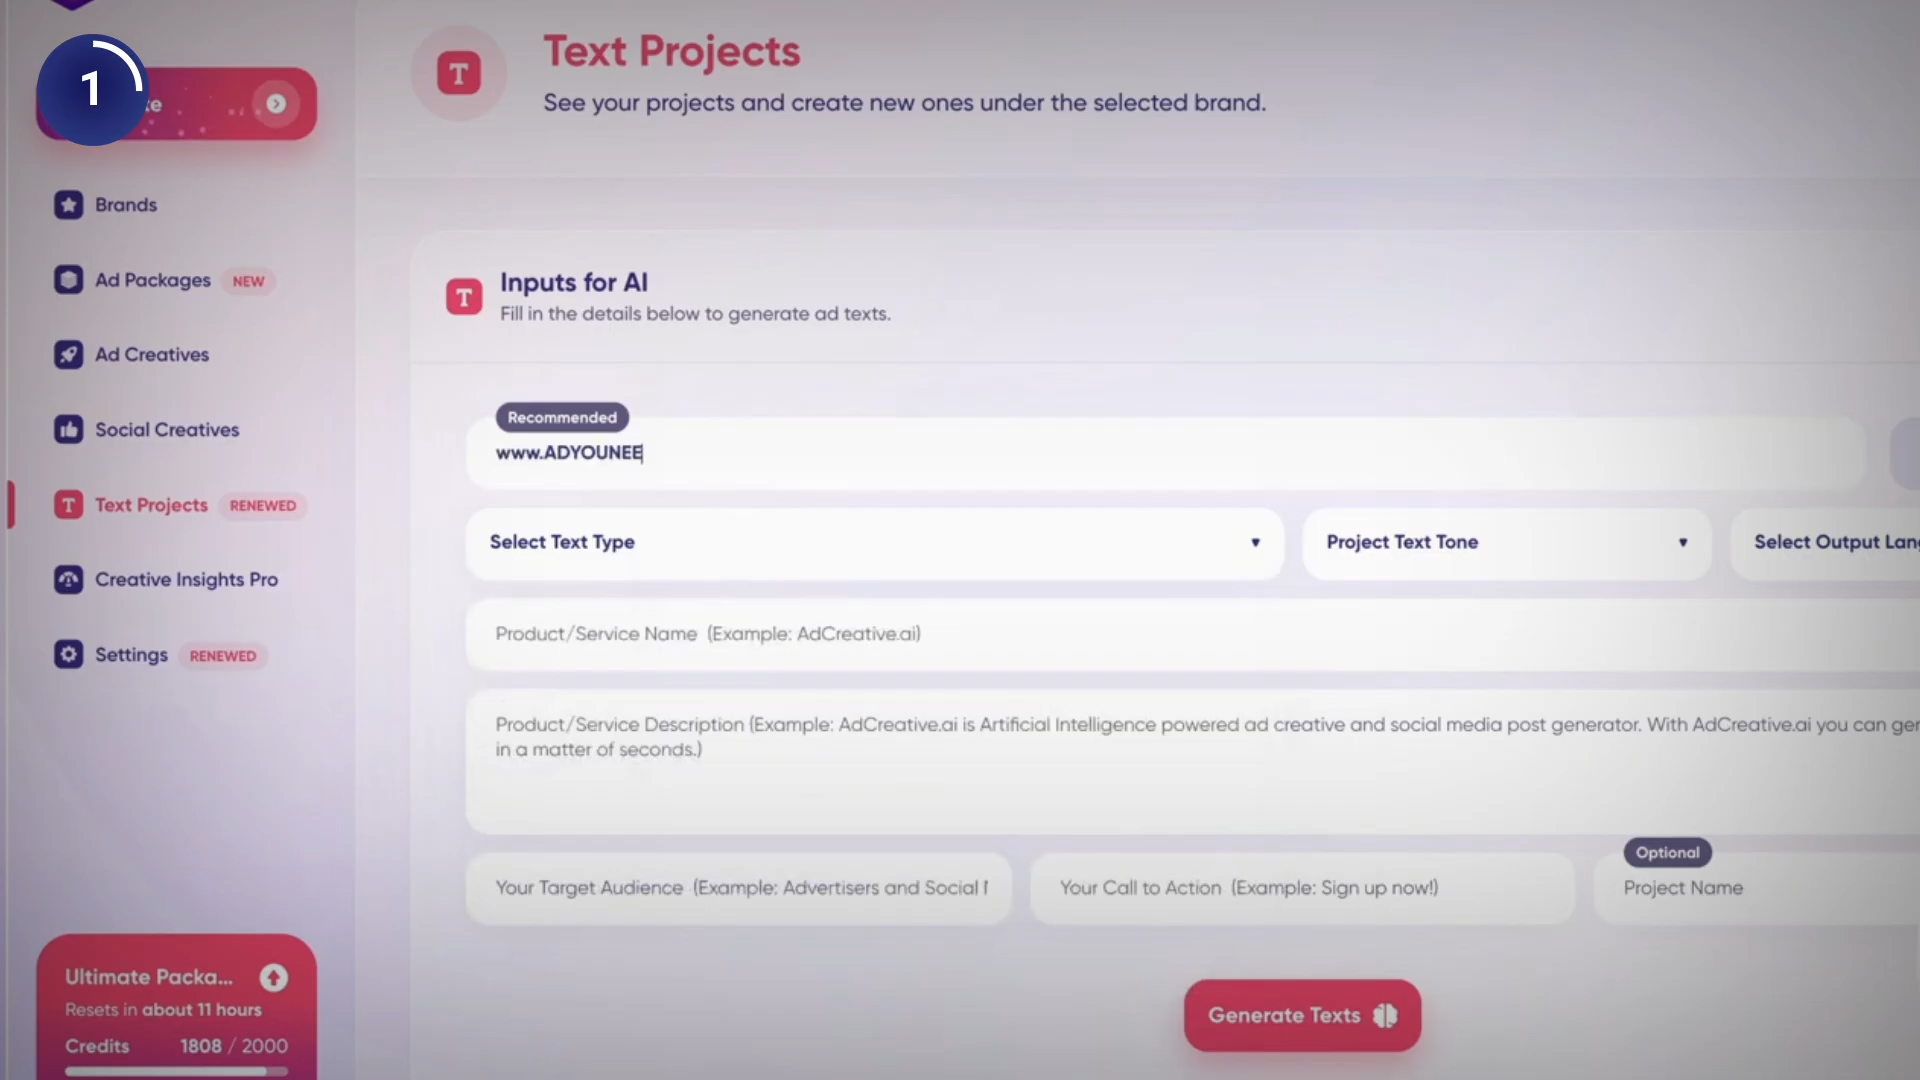 1
Text Projects
See your projects and create new ones under the selected brand.
Brands
Ad Packages NEW
Ad Creatives
Social Creatives
Text Projects RENEWED
Creative Insights Pro
Settings RENEWED
Ultimate Packa...
Resets in about 11 hours
Credits 1808 / 2000
Inputs for AI
Fill in the details below to generate ad texts.
Recommended
www.ADYOUNEE
Select Text Type
Project Text Tone
Select Output Lang
Product/Service Name (Example: AdCreative.ai)
Product/Service Description (Example: AdCreative.ai is Artificial Intelligence powered ad creative and social media post generator. With AdCreative.ai you can ger
in a matter of seconds.)
Your Target Audience (Example: Advertisers and Social
Your Call to Action (Example: Sign up now!)
Optional
Project Name
Generate Texts